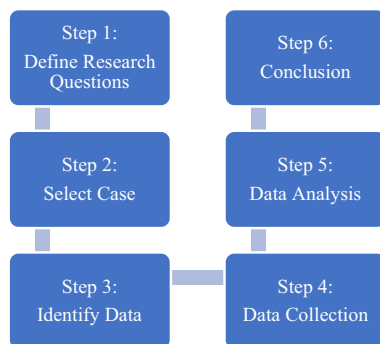 Step 1:
Define Research
Questions
Step 2:
Select Case
Step 3:
Identify Data
Step 4:
Data Collection
Step 5:
Data Analysis
Step 6:
Conclusion